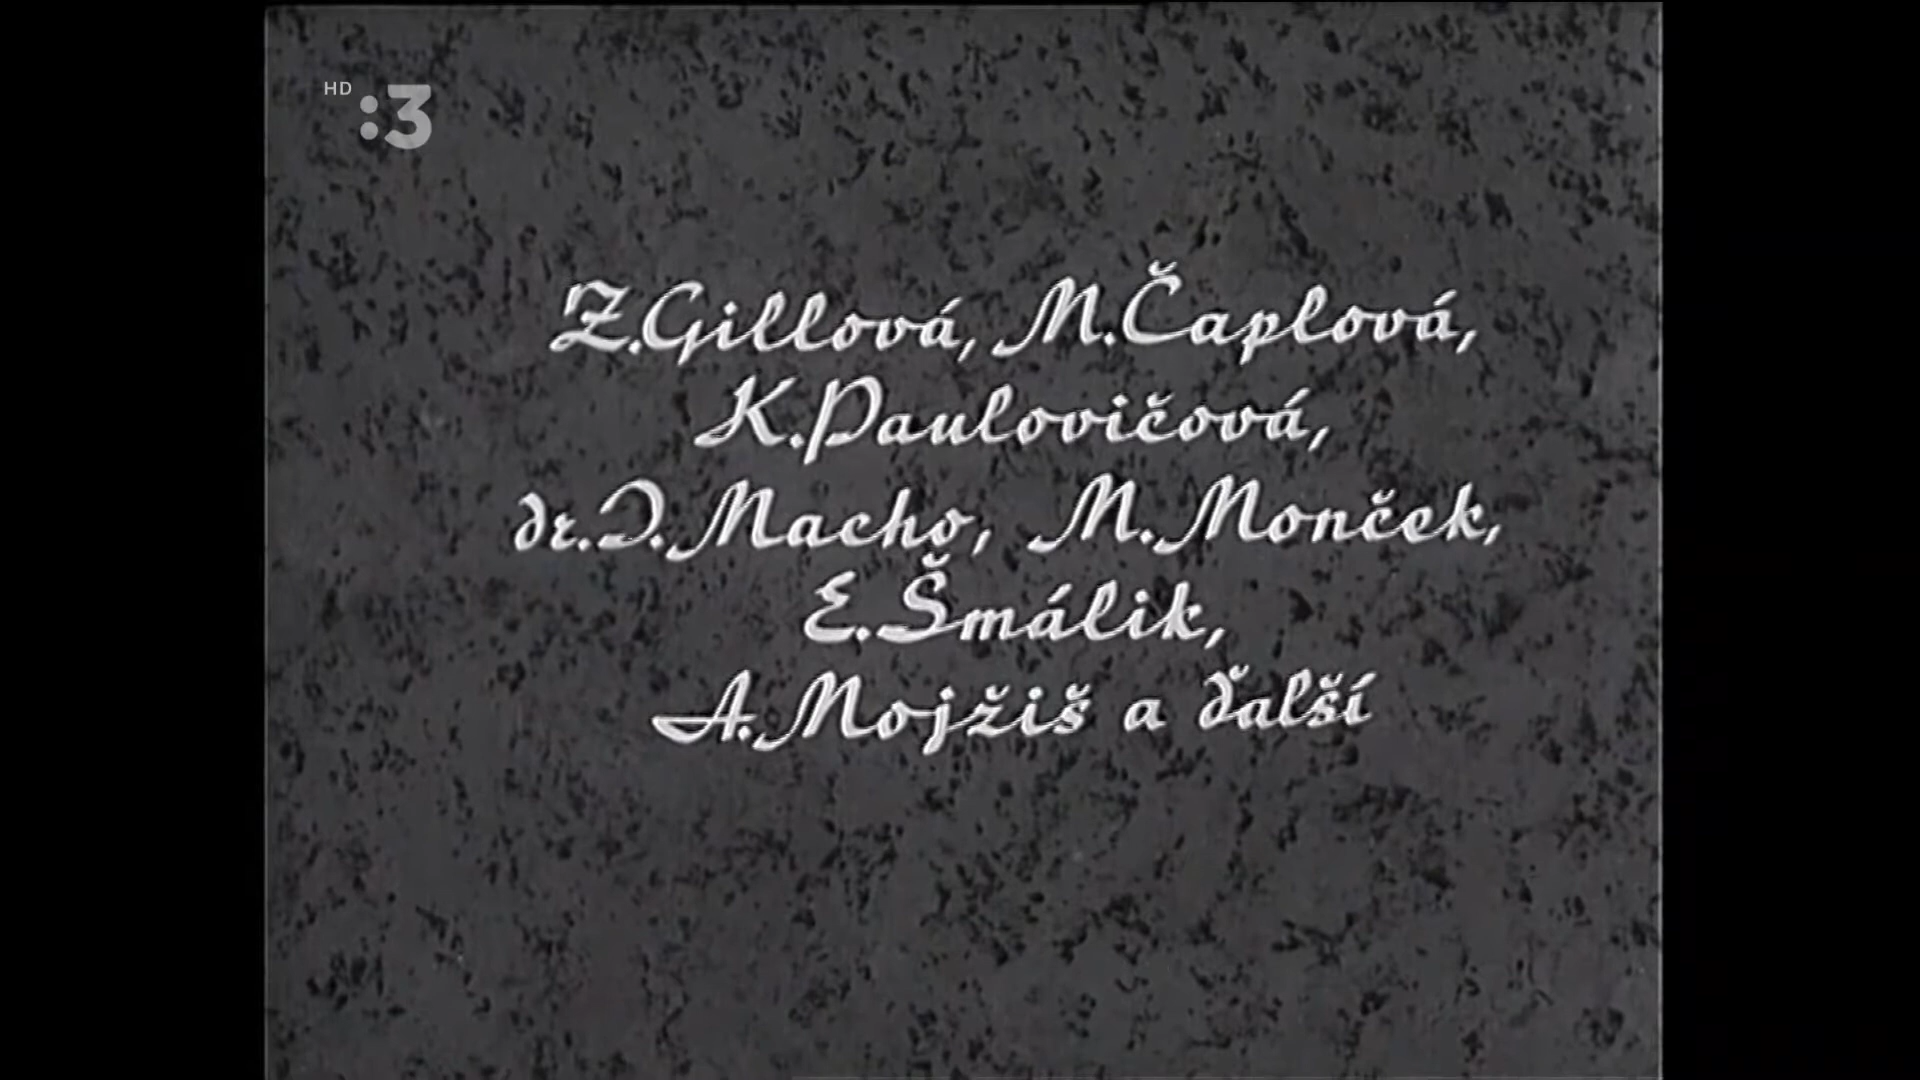 HD
:3
Z. Gillová, M. Čaplová,
K. Paulovičová,
dr. I. Macho, M. Monček,
E. Šmálik,
A. Mojžiš a ďalší